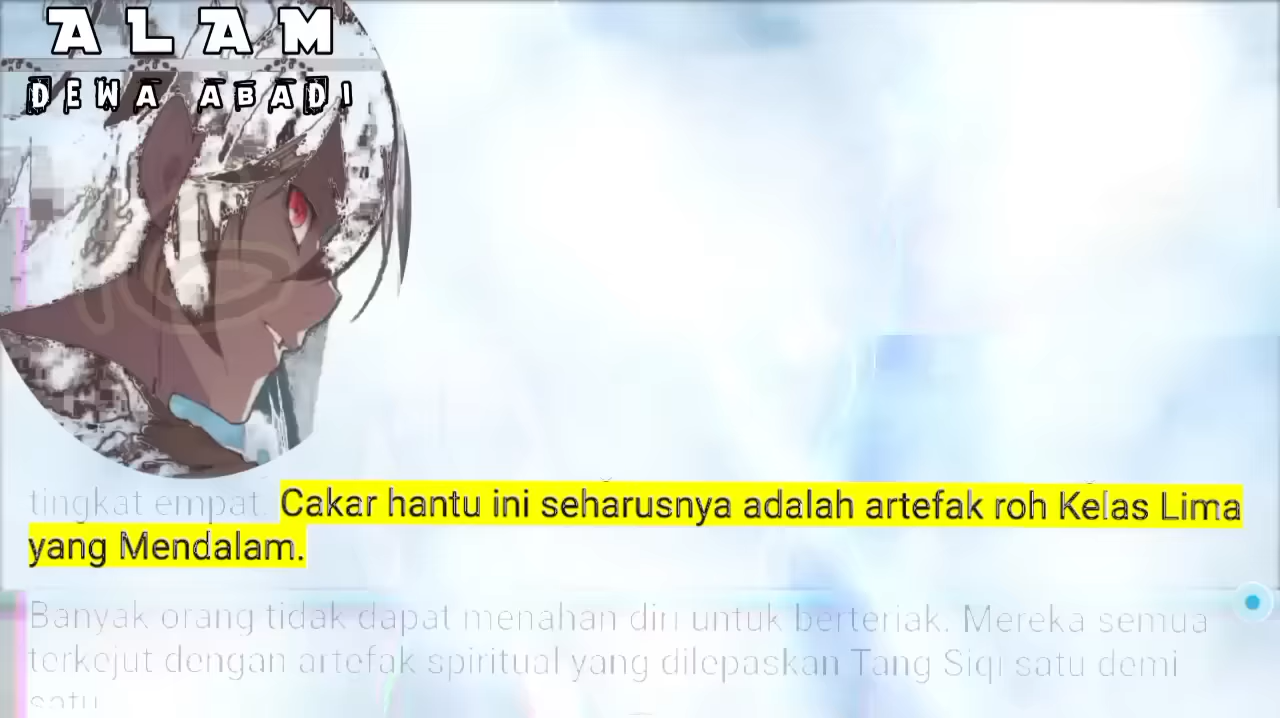 ALAM
DEWA ABADI
tingkat empat. Cakar hantu ini seharusnya adalah artefak roh Kelas Lima
yang Mendalam.
Banyak orang tidak dapat menahan diri untuk berteriak. Mereka semua
terkejut dengan artefak spiritual yang dilepaskan Tang Siqi satu demi
satu